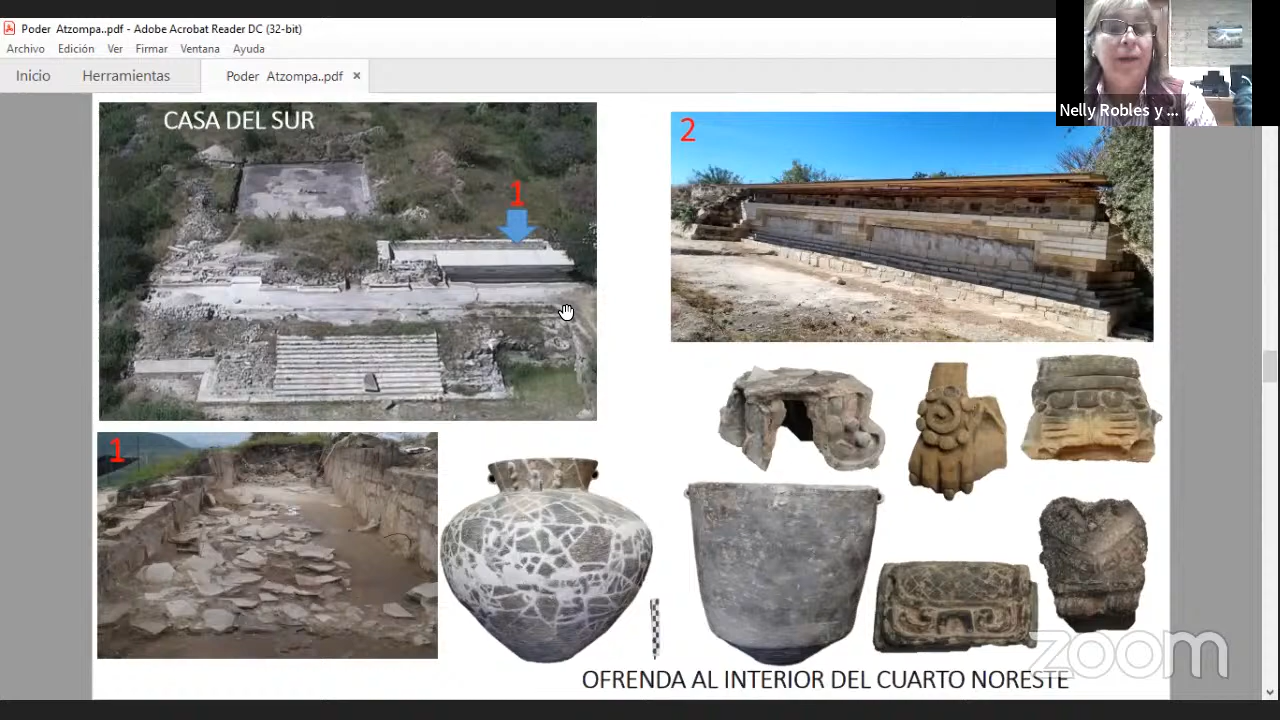 Poder Atzompa..pdf - Adobe Acrobat Reader DC (32-bit)
Archivo Edición Ver Firmar Ventana Ayuda
Inicio Herramientas Poder Atzompa..pdf ×
Nelly Robles y ...
CASA DEL SUR
1
2
1
OFRENDA AL INTERIOR DEL CUARTO NORESTE
zoom